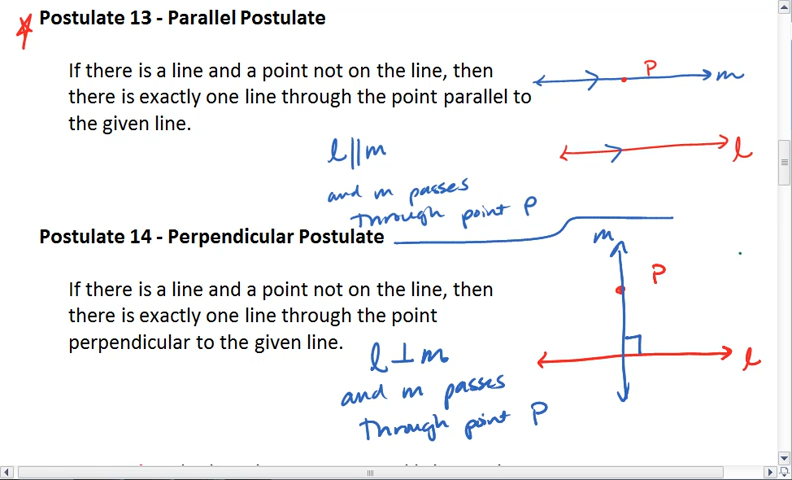 Postulate 13 - Parallel Postulate
If there is a line and a point not on the line, then
there is exactly one line through the point parallel to
the given line.
P
m
l
l || m
and m passes
through point P
Postulate 14 - Perpendicular Postulate
If there is a line and a point not on the line, then
there is exactly one line through the point
perpendicular to the given line.
m
P
l
l ⊥ m
and m passes
through point P